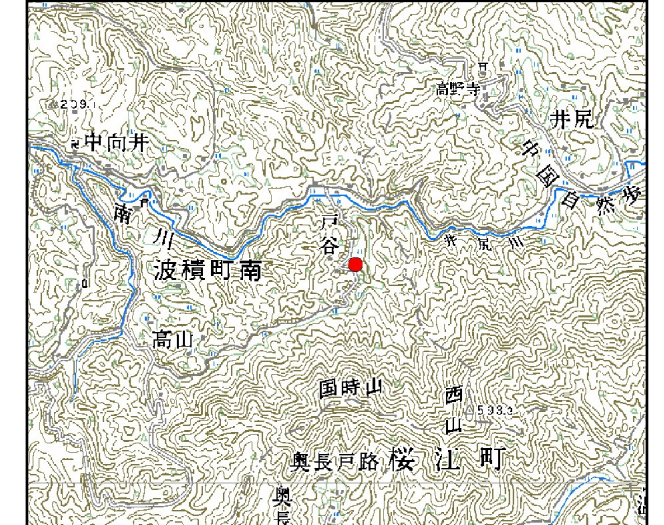 高野寺
井尻
209.1
中向井
中国自然歩
南川
戸谷
井尻川
波積町南
高山
国時山
西山
593.3
奥長戸路
桜江町
奥長